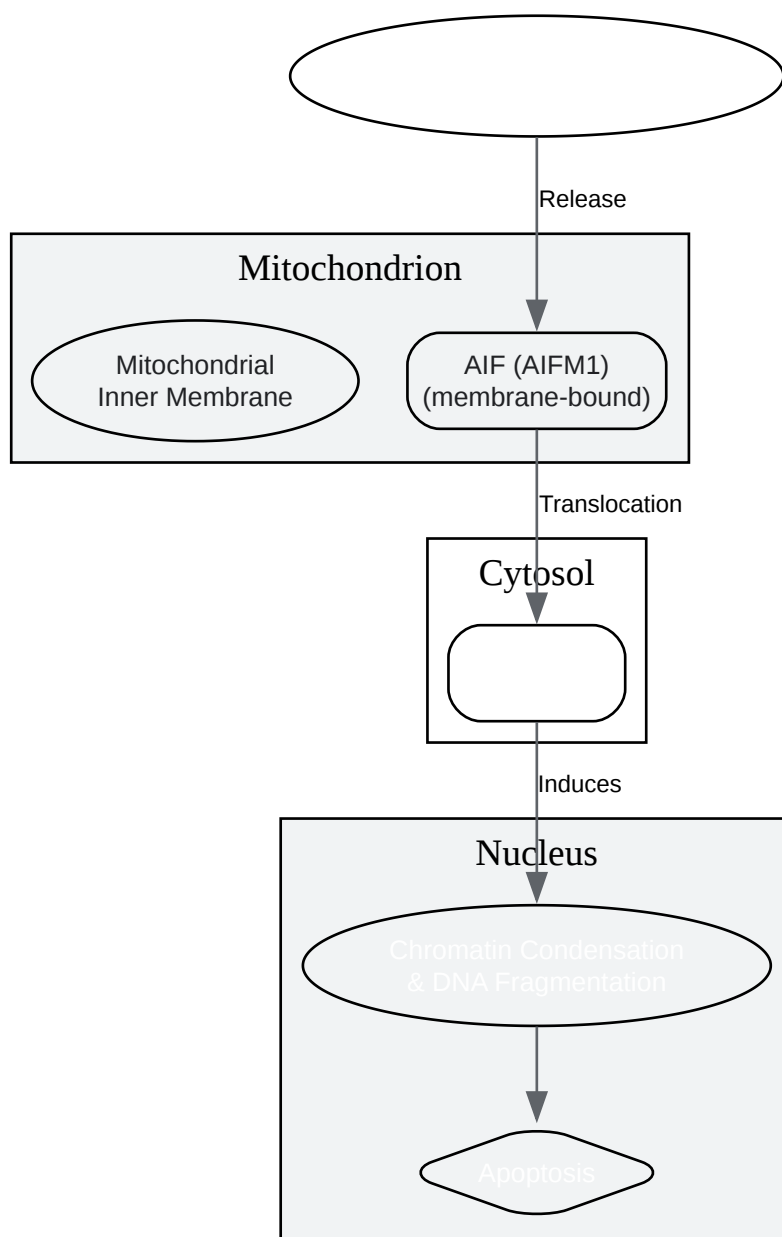 Release
Mitochondrion
Mitochondrial
Inner Membrane
AIF (AIFM1)
(membrane-bound)
Translocation
Cytosol
Induces
Nucleus
Chromatin Condensation
& DNA Fragmentation
Apoptosis